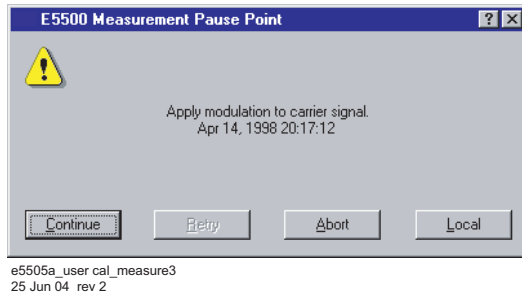 E5500 Measurement Pause Point
Apply modulation to carrier signal.
Apr 14, 1998 20:17:12
Continue Retry Abort Local
e5505a_user cal_measure3
25 Jun 04 rev 2